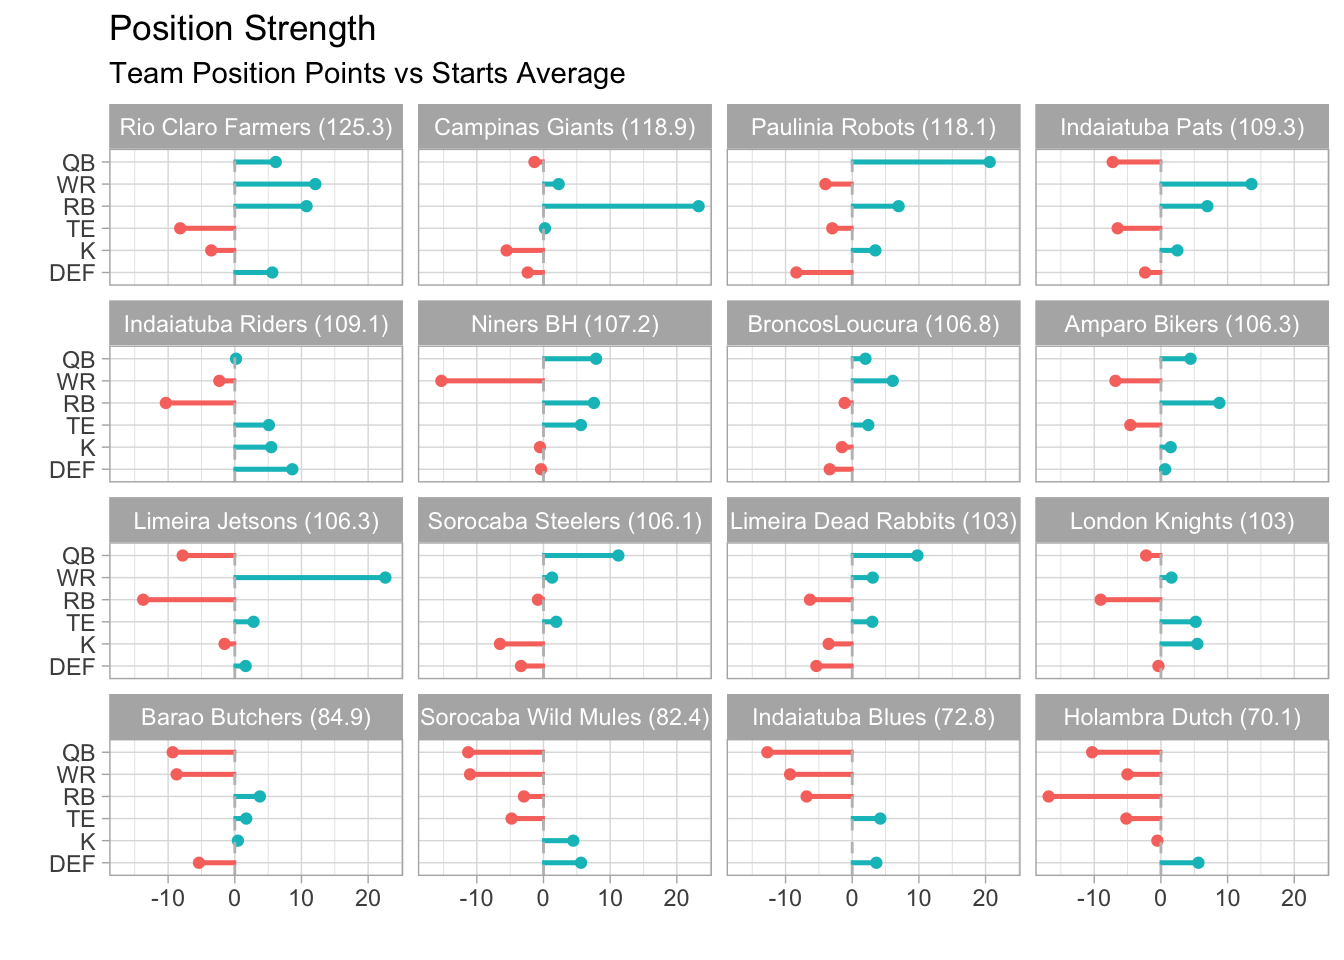 Position Strength
Team Position Points vs Starts Average
Rio Claro Farmers (125.3) Campinas Giants (118.9) Paulinia Robots (118.1) Indaiatuba Pats (109.3)
QB
WR
RB
TE
K
DEF
Indaiatuba Riders (109.1) Niners BH (107.2) BroncosLoucura (106.8) Amparo Bikers (106.3)
QB
WR
RB
TE
K
DEF
Limeira Jetsons (106.3) Sorocaba Steelers (106.1) Limeira Dead Rabbits (103) London Knights (103)
QB
WR
RB
TE
K
DEF
Barao Butchers (84.9) Sorocaba Wild Mules (82.4) Indaiatuba Blues (72.8) Holambra Dutch (70.1)
QB
WR
RB
TE
K
DEF
-10 0 10 20 -10 0 10 20 -10 0 10 20 -10 0 10 20